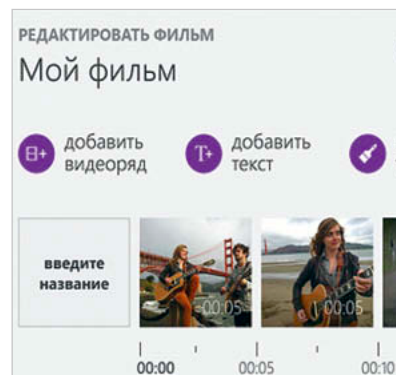 РЕДАКТИРОВАТЬ ФИЛЬМ
Мой фильм
добавить
видеоряд
T+
добавить
текст
введите
название
00:05
00:05
00:00
00:05
00:10